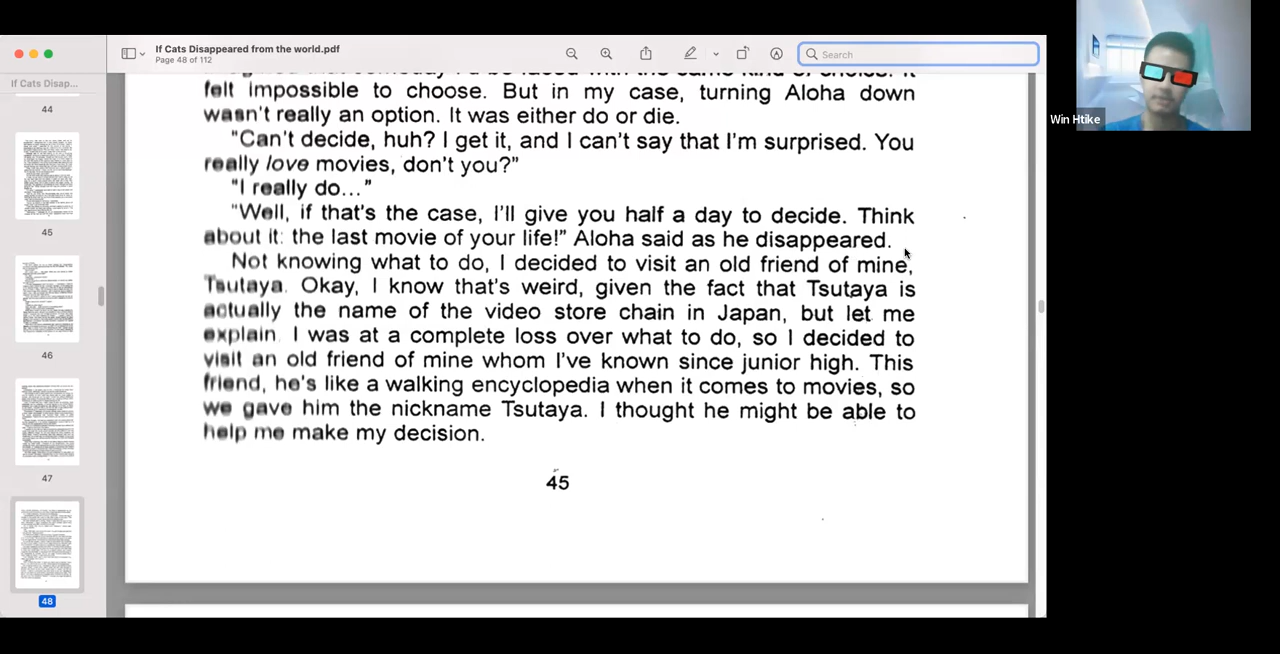 If Cats Disappeared from the world.pdf
Page 48 of 112
Search
Win Htike
If Cats Disap...
44
45
46
47
48
felt impossible to choose. But in my case, turning Aloha down
wasn't really an option. It was either do or die.
"Can't decide, huh? I get it, and I can't say that I'm surprised. You
really love movies, don't you?"
"I really do..."
"Well, if that's the case, I'll give you half a day to decide. Think
about it: the last movie of your life!" Aloha said as he disappeared.
Not knowing what to do, I decided to visit an old friend of mine,
Tsutaya. Okay, I know that's weird, given the fact that Tsutaya is
actually the name of the video store chain in Japan, but let me
explain. I was at a complete loss over what to do, so I decided to
visit an old friend of mine whom I've known since junior high. This
friend, he's like a walking encyclopedia when it comes to movies, so
we gave him the nickname Tsutaya. I thought he might be able to
help me make my decision.
45